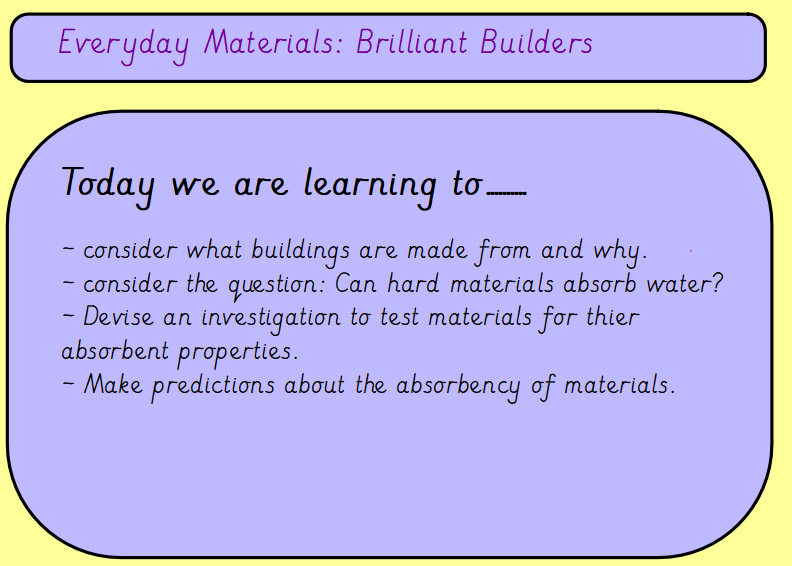 Everyday Materials: Brilliant Builders
Today we are learning to........
- consider what buildings are made from and why.
- consider the question: Can hard materials absorb water?
- Devise an investigation to test materials for thier
absorbent properties.
- Make predictions about the absorbency of materials.